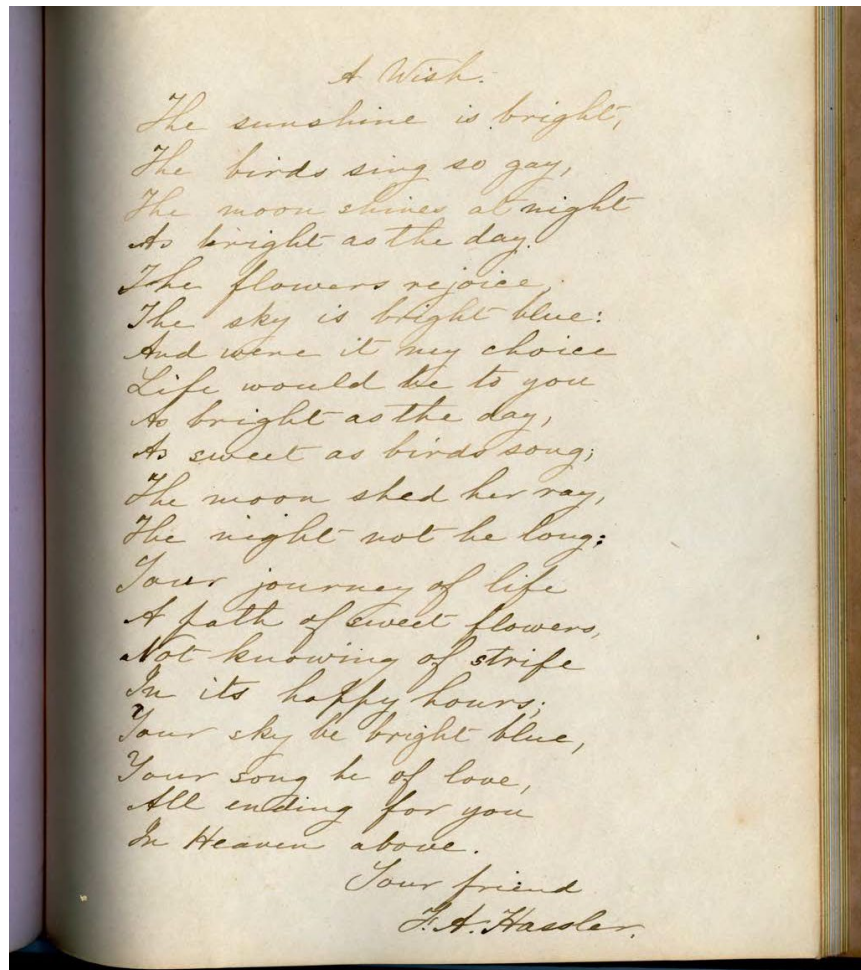 A Wish.
The sunshine is bright,
The birds sing so gay,
The moon shines at night
As bright as the day.
The flowers rejoice,
The sky is bright blue:
And were it my choice
Life would be to you
As bright as the day,
As sweet as birds song;
The moon shed her ray,
The night not be long;
Your journey of life
A path of sweet flowers,
Not knowing of strife
In its happy hours;
Your sky be bright blue,
Your song be of love,
All ending for you
In Heaven above.
Your friend
F. A. Hassler.